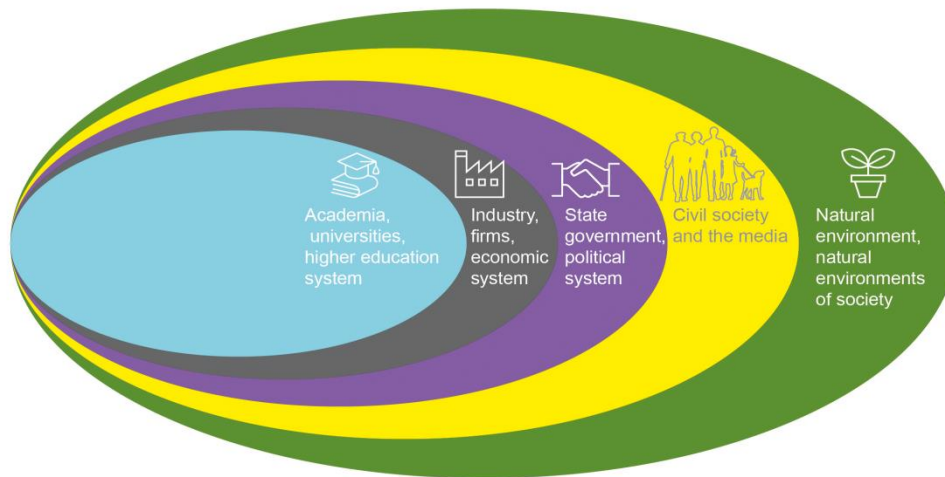 Academia,
universities,
higher education
system
Industry,
firms,
economic
system
State
government,
political
system
Civil society
and the media
Natural
environment,
natural
environments
of society